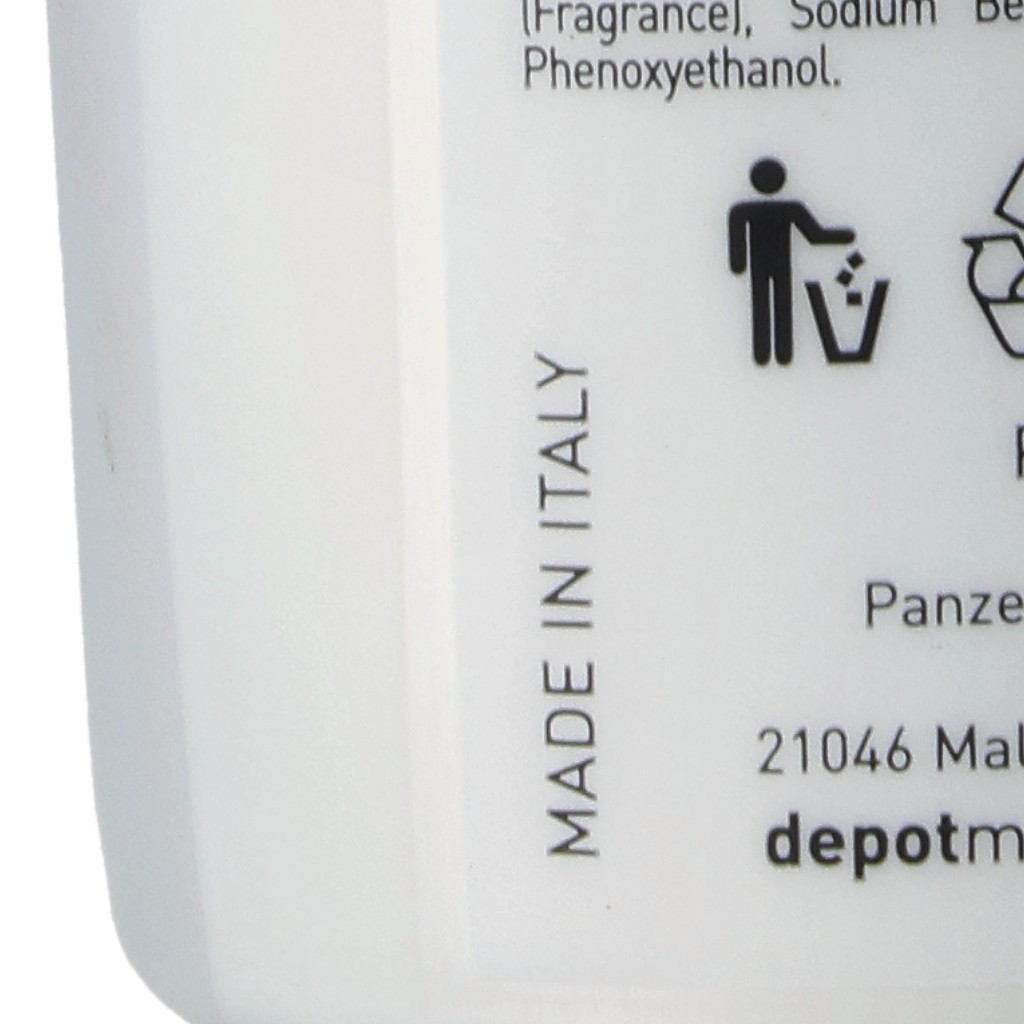 (Fragrance), Sodium
Phenoxyethanol.
MADE IN ITALY
Panze
21046 Mal
depotm